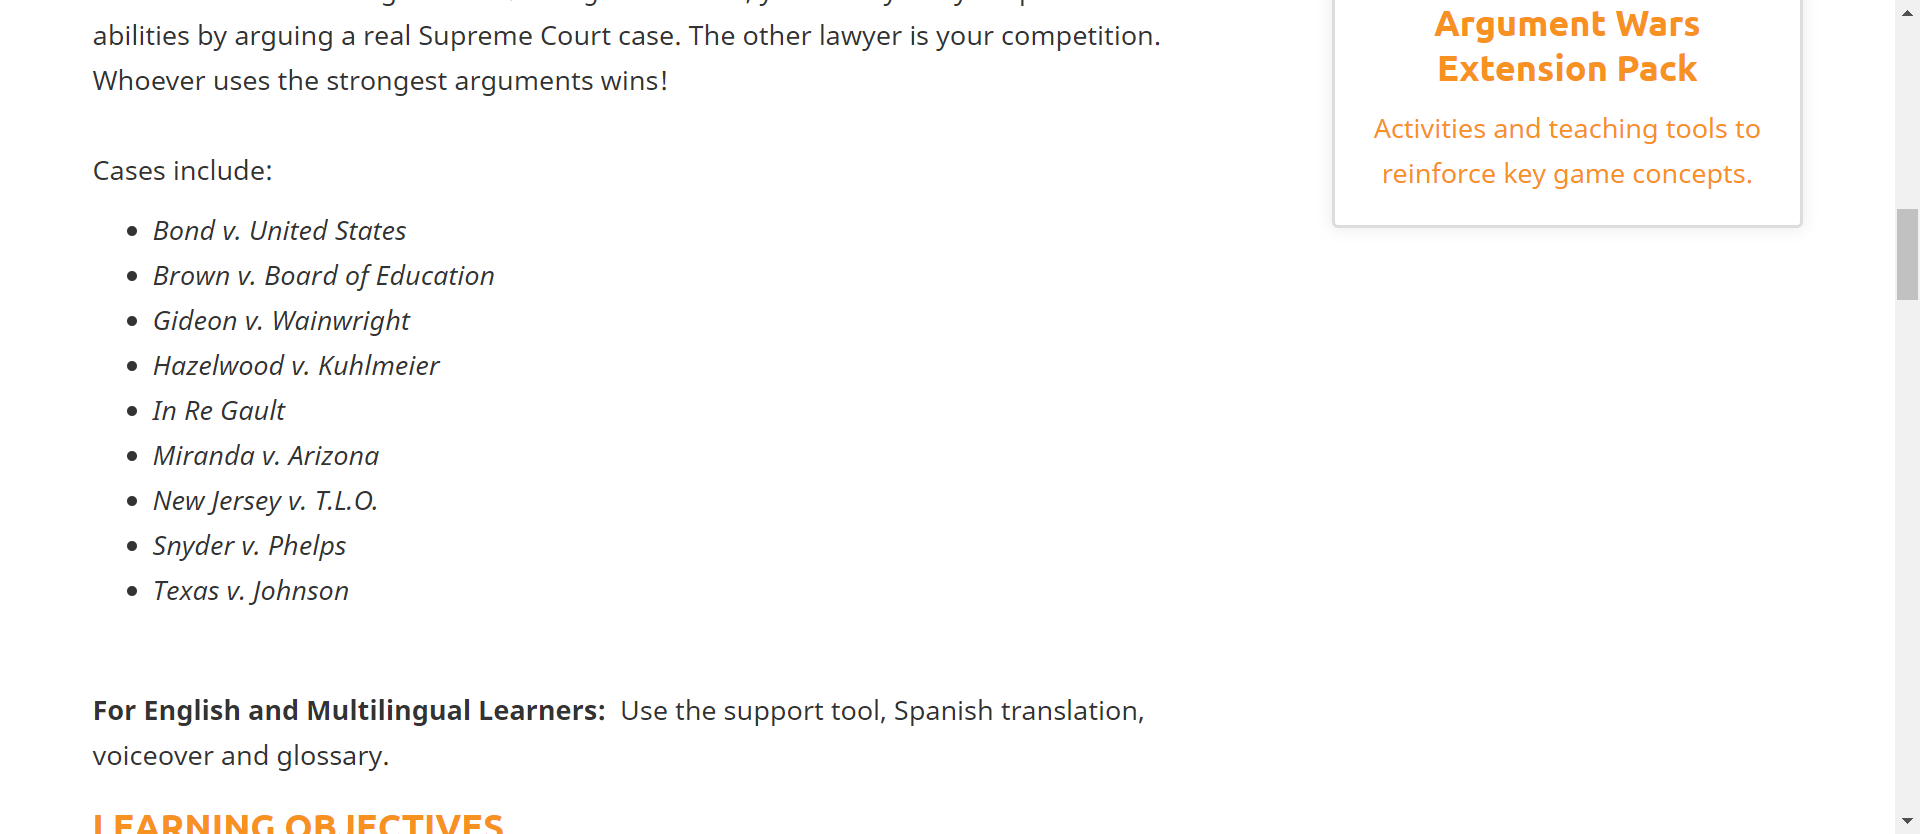 abilities by arguing a real Supreme Court case. The other lawyer is your competition.
Whoever uses the strongest arguments wins!
Cases include:
Bond v. United States
Brown v. Board of Education
Gideon v. Wainwright
Hazelwood v. Kuhlmeier
In Re Gault
Miranda v. Arizona
New Jersey v. T.L.O.
Snyder v. Phelps
Texas v. Johnson
For English and Multilingual Learners: Use the support tool, Spanish translation,
voiceover and glossary.
LEARNING OBJECTIVES
Argument Wars
Extension Pack
Activities and teaching tools to
reinforce key game concepts.